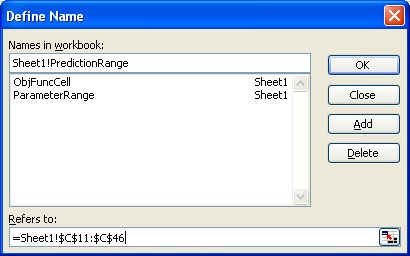 Define Name
Names in workbook:
Sheet1!PredictionRange
OK
ObjFuncCell Sheet1
ParameterRange Sheet1
Close
Add
Delete
Refers to:
=Sheet1!$C$11:$C$46